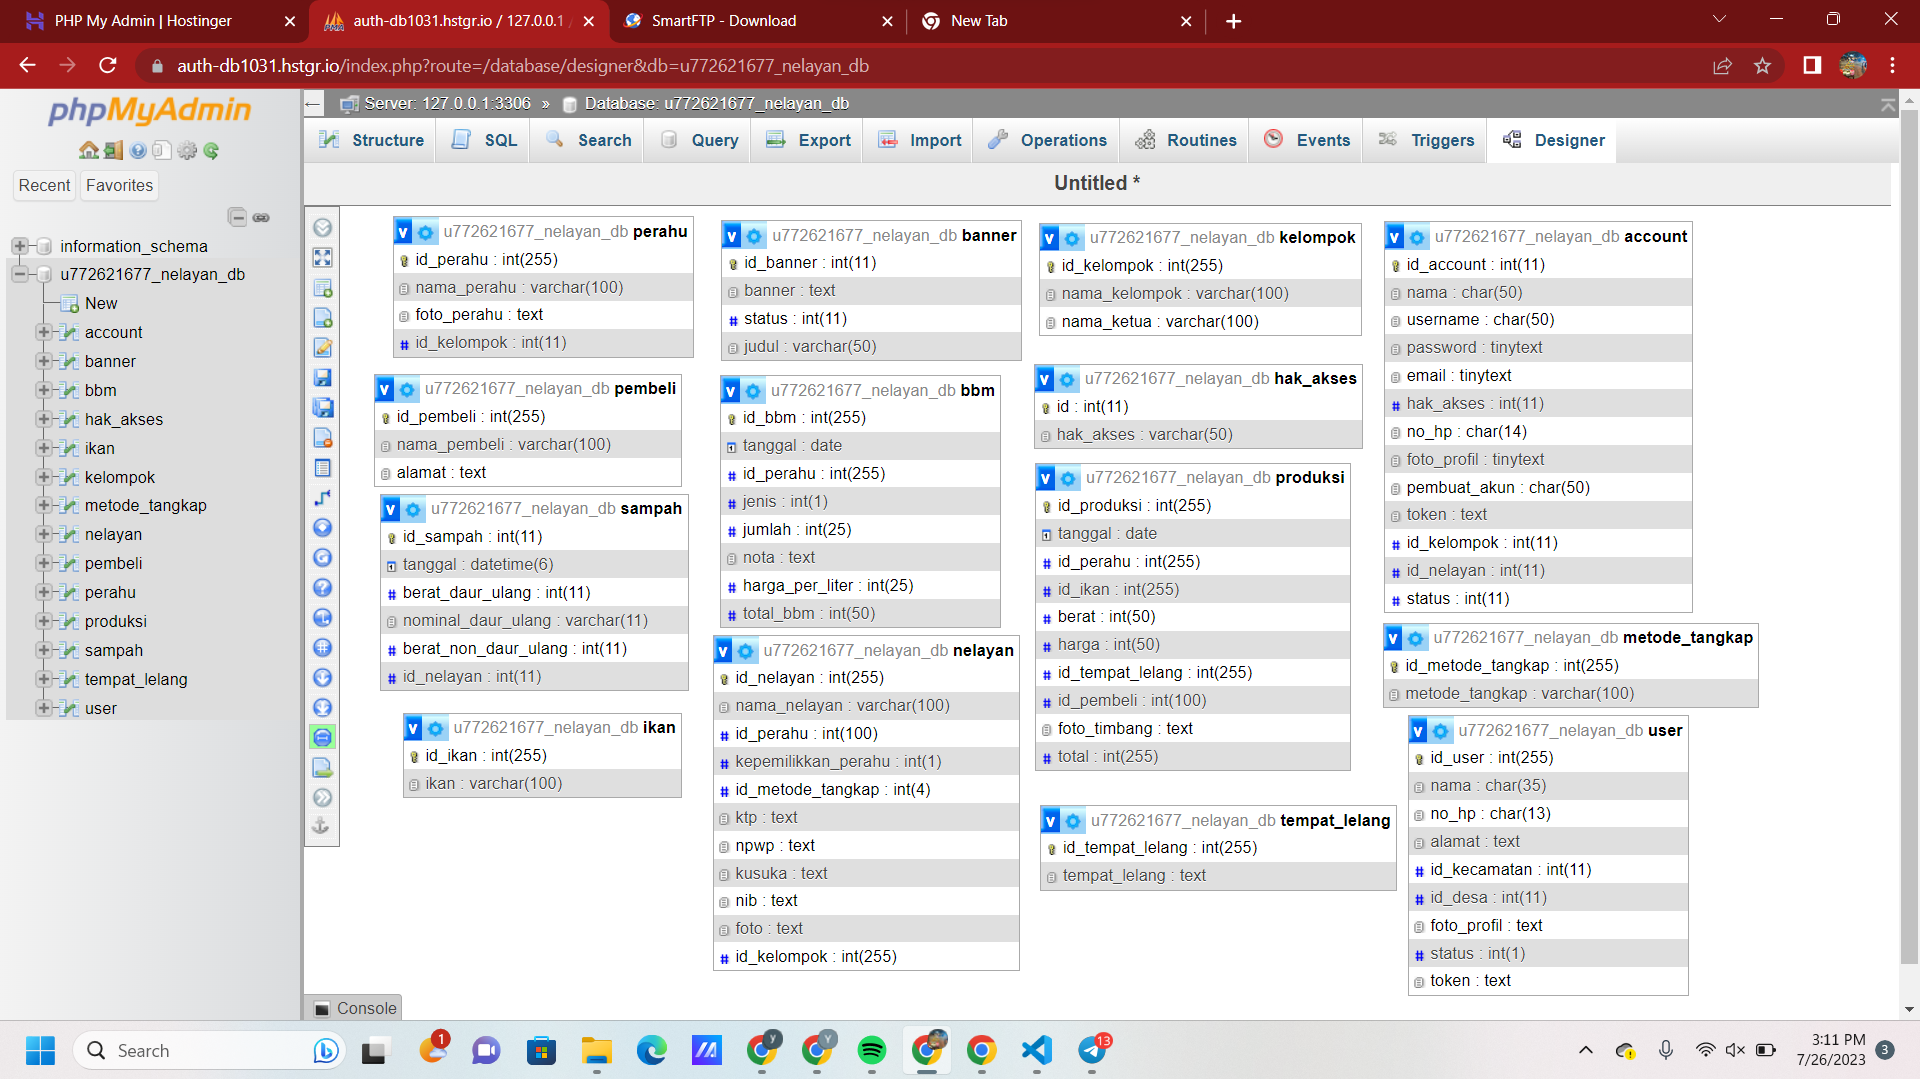 PHP My Admin | Hostinger
auth-db1031.hstgr.io / 127.0.0.1
SmartFTP - Download
New Tab
auth-db1031.hstgr.io/index.php?route=/database/designer&db=u772621677_nelayan_db
phpMyAdmin
Recent
Favorites
information_schema
u772621677_nelayan_db
New
account
banner
bbm
hak_akses
ikan
kelompok
metode_tangkap
nelayan
pembeli
perahu
produksi
sampah
tempat_lelang
user
Server: 127.0.0.1:3306 » Database: u772621677_nelayan_db
Structure SQL Search Query Export Import Operations Routines Events Triggers Designer
Untitled *
v u772621677_nelayan_db perahu
id_perahu : int(255)
nama_perahu : varchar(100)
foto_perahu : text
# id_kelompok : int(11)
v u772621677_nelayan_db pembeli
id_pembeli : int(255)
nama_pembeli : varchar(100)
alamat : text
v u772621677_nelayan_db sampah
id_sampah : int(11)
tanggal : datetime(6)
# berat_daur_ulang : int(11)
nominal_daur_ulang : varchar(11)
# berat_non_daur_ulang : int(11)
# id_nelayan : int(11)
v u772621677_nelayan_db ikan
id_ikan : int(255)
ikan : varchar(100)
v u772621677_nelayan_db banner
id_banner : int(11)
banner : text
# status : int(11)
judul : varchar(50)
v u772621677_nelayan_db bbm
id_bbm : int(255)
tanggal : date
# id_perahu : int(255)
# jenis : int(1)
# jumlah : int(25)
nota : text
# harga_per_liter : int(25)
# total_bbm : int(50)
v u772621677_nelayan_db nelayan
id_nelayan : int(255)
nama_nelayan : varchar(100)
# id_perahu : int(100)
# kepemilikkan_perahu : int(1)
# id_metode_tangkap : int(4)
ktp : text
npwp : text
kusuka : text
nib : text
foto : text
# id_kelompok : int(255)
v u772621677_nelayan_db kelompok
id_kelompok : int(255)
nama_kelompok : varchar(100)
nama_ketua : varchar(100)
v u772621677_nelayan_db hak_akses
id : int(11)
hak_akses : varchar(50)
v u772621677_nelayan_db produksi
id_produksi : int(255)
tanggal : date
# id_perahu : int(255)
# id_ikan : int(255)
# berat : int(50)
# harga : int(50)
# id_tempat_lelang : int(255)
# id_pembeli : int(100)
foto_timbang : text
# total : int(255)
v u772621677_nelayan_db tempat_lelang
id_tempat_lelang : int(255)
tempat_lelang : text
v u772621677_nelayan_db account
id_account : int(11)
nama : char(50)
username : char(50)
password : tinytext
email : tinytext
# hak_akses : int(11)
no_hp : char(14)
foto_profil : tinytext
pembuat_akun : char(50)
token : text
# id_kelompok : int(11)
# id_nelayan : int(11)
# status : int(11)
v u772621677_nelayan_db metode_tangkap
id_metode_tangkap : int(255)
metode_tangkap : varchar(100)
v u772621677_nelayan_db user
id_user : int(255)
nama : char(35)
no_hp : char(13)
alamat : text
# id_kecamatan : int(11)
# id_desa : int(11)
foto_profil : text
# status : int(1)
token : text
Console
Search
1
Y
Y
13
3:11 PM
7/26/2023
3